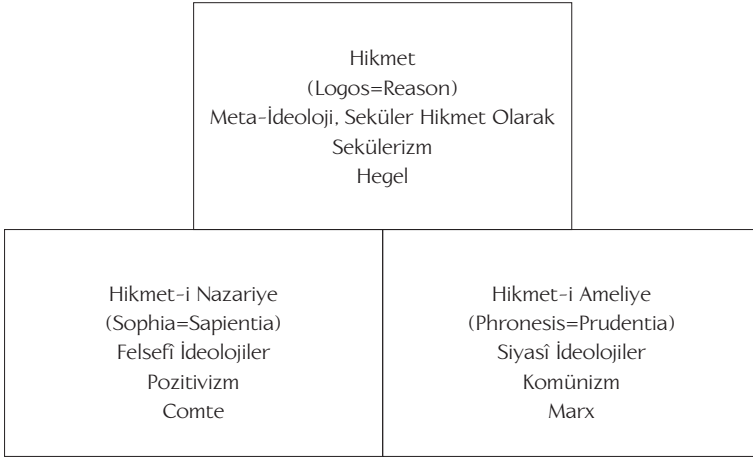 Hikmet
(Logos=Reason)
Meta-İdeoloji, Seküler Hikmet Olarak
Sekülerizm
Hegel
Hikmet-i Nazariye
(Sophia=Sapientia)
Felsefî İdeolojiler
Pozitivizm
Comte
Hikmet-i Ameliye
(Phronesis=Prudentia)
Siyasî İdeolojiler
Komünizm
Marx